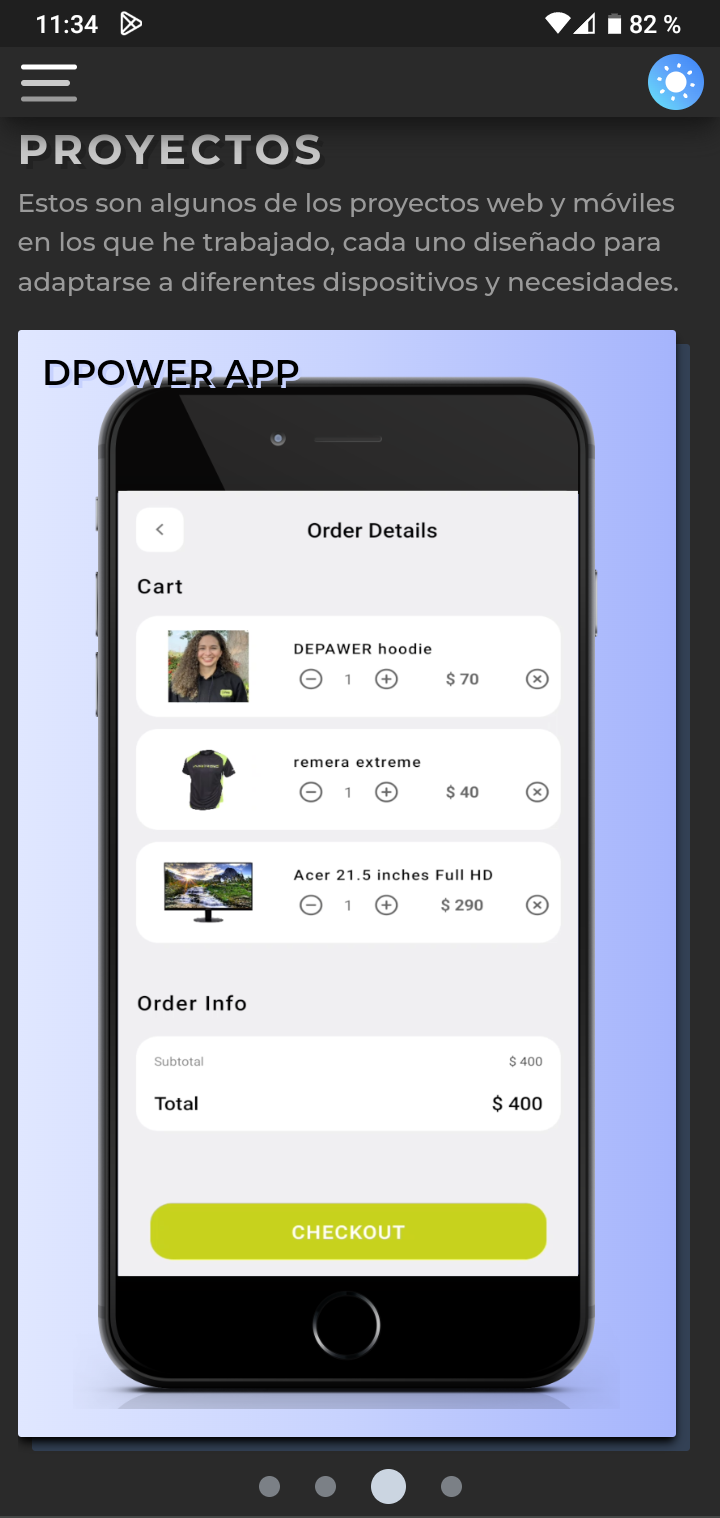 11:34
82 %
PROYECTOS
Estos son algunos de los proyectos web y móviles
en los que he trabajado, cada uno diseñado para
adaptarse a diferentes dispositivos y necesidades.
DPOWER APP
Order Details
Cart
DEPAWER hoodie
1 $ 70
remera extreme
1 $ 40
Acer 21.5 inches Full HD
1 $ 290
Order Info
Subtotal $ 400
Total $ 400
CHECKOUT